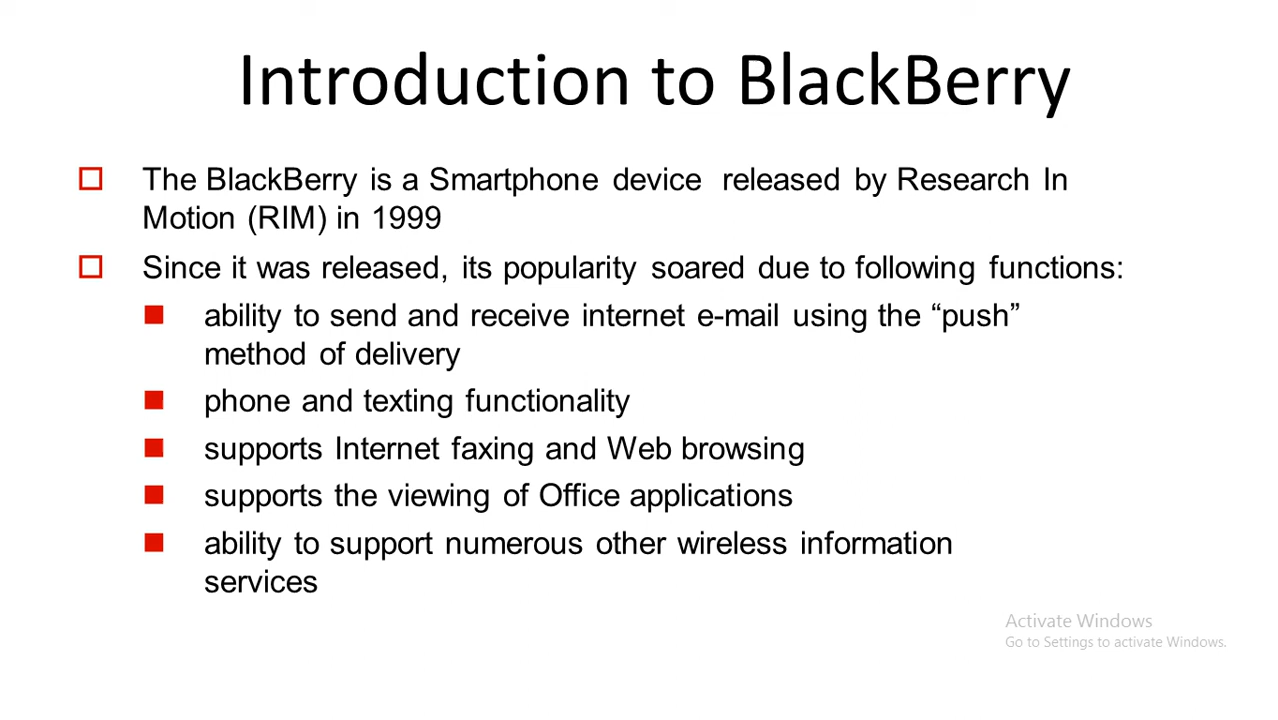 Introduction to BlackBerry
The BlackBerry is a Smartphone device released by Research In
Motion (RIM) in 1999
Since it was released, its popularity soared due to following functions:
ability to send and receive internet e-mail using the “push”
method of delivery
phone and texting functionality
supports Internet faxing and Web browsing
supports the viewing of Office applications
ability to support numerous other wireless information
services
Activate Windows
Go to Settings to activate Windows.